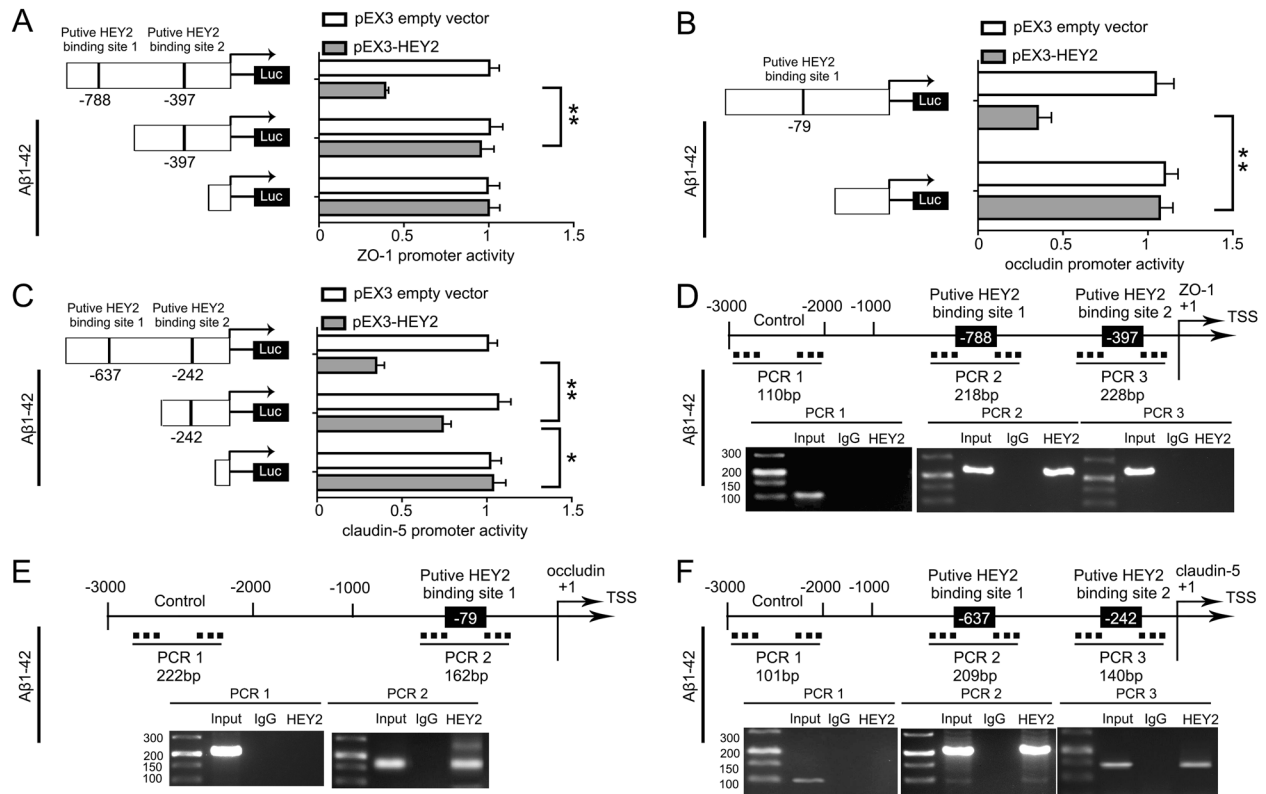 A
Putive HEY2
binding site 1
Putive HEY2
binding site 2
pEX3 empty vector
pEX3-HEY2
Luc
-788
-397
Luc
-397
Luc
Aβ1-42
**
0
0.5
1
1.5
ZO-1 promoter activity
B
pEX3 empty vector
pEX3-HEY2
Putive HEY2
binding site 1
Luc
-79
Luc
Aβ1-42
**
0
0.5
1
1.5
occludin promoter activity
C
Putive HEY2
binding site 1
Putive HEY2
binding site 2
pEX3 empty vector
pEX3-HEY2
Luc
-637
-242
Luc
-242
Luc
Aβ1-42
**
*
0
0.5
1
1.5
claudin-5 promoter activity
D
-3000
-2000
-1000
Control
Putive HEY2
binding site 1
Putive HEY2
binding site 2
ZO-1
+1
TSS
-788
-397
PCR 1
110bp
PCR 2
218bp
PCR 3
228bp
Aβ1-42
PCR 1
PCR 2
PCR 3
Input IgG HEY2
Input IgG HEY2
Input IgG HEY2
300
200
150
100
E
-3000
-2000
-1000
Control
Putive HEY2
binding site 1
occludin
+1
TSS
-79
PCR 1
222bp
PCR 2
162bp
Aβ1-42
PCR 1
PCR 2
Input IgG HEY2
Input IgG HEY2
300
200
150
100
F
-3000
-2000
-1000
Control
Putive HEY2
binding site 1
Putive HEY2
binding site 2
claudin-5
+1
TSS
-637
-242
PCR 1
101bp
PCR 2
209bp
PCR 3
140bp
Aβ1-42
PCR 1
PCR 2
PCR 3
Input IgG HEY2
Input IgG HEY2
Input IgG HEY2
300
200
150
100